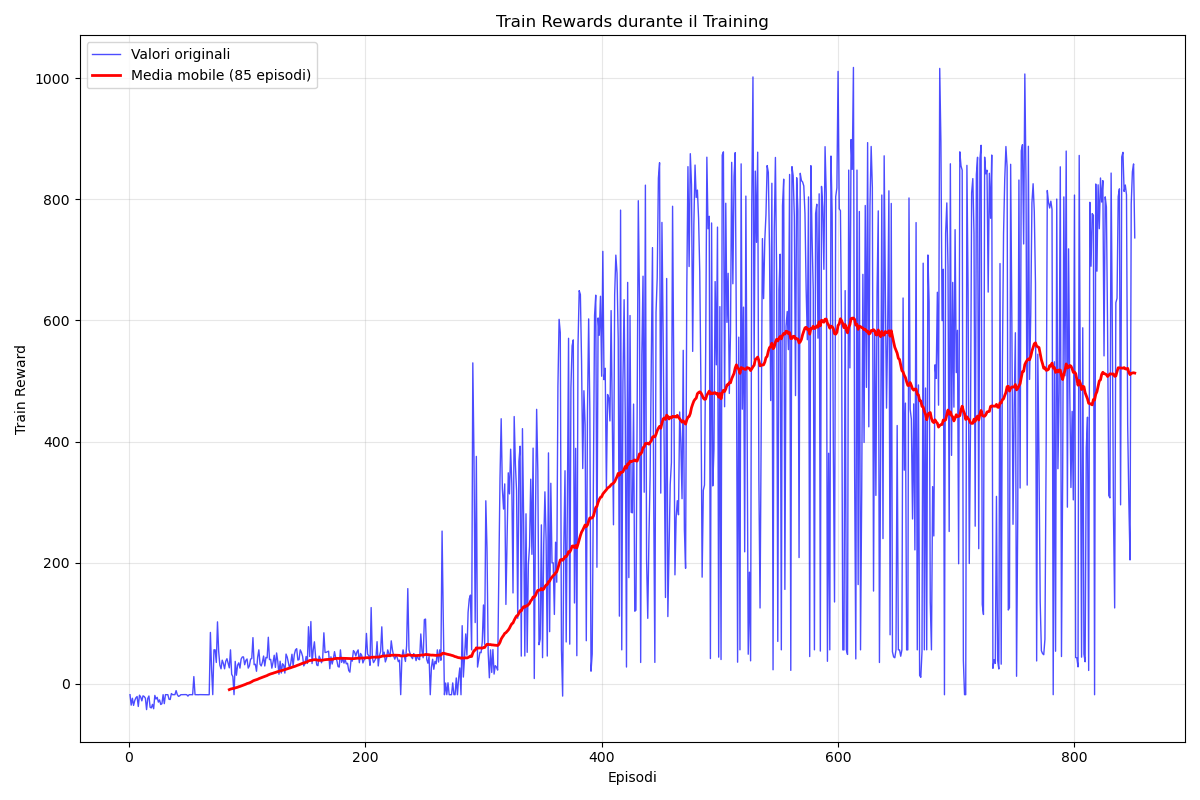 Train Rewards durante il Training
Valori originali
Media mobile (85 episodi)
Train Reward
1000
800
600
400
200
0
0 200 400 600 800
Episodi